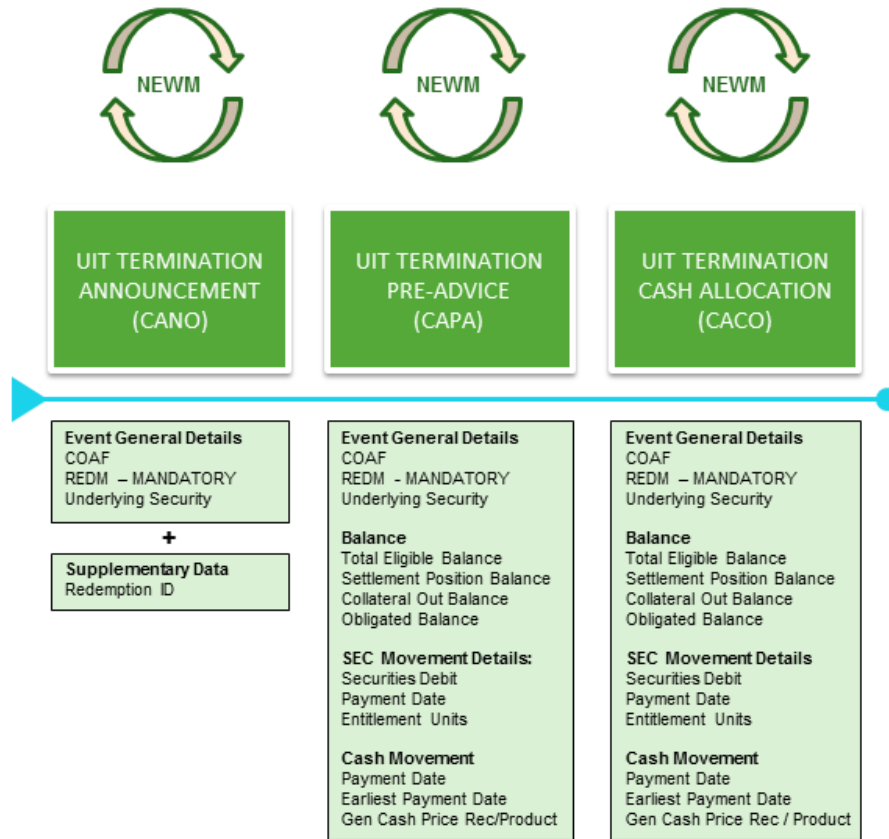 NEWM
NEWM
NEWM
UIT TERMINATION
ANNOUNCEMENT
(CANO)
UIT TERMINATION
PRE-ADVICE
(CAPA)
UIT TERMINATION
CASH ALLOCATION
(CACO)
Event General Details
COAF
REDM – MANDATORY
Underlying Security
+
Supplementary Data
Redemption ID
Event General Details
COAF
REDM - MANDATORY
Underlying Security
Balance
Total Eligible Balance
Settlement Position Balance
Collateral Out Balance
Obligated Balance
SEC Movement Details:
Securities Debit
Payment Date
Entitlement Units
Cash Movement
Payment Date
Earliest Payment Date
Gen Cash Price Rec/Product
Event General Details
COAF
REDM – MANDATORY
Underlying Security
Balance
Total Eligible Balance
Settlement Position Balance
Collateral Out Balance
Obligated Balance
SEC Movement Details
Securities Debit
Payment Date
Entitlement Units
Cash Movement
Payment Date
Earliest Payment Date
Gen Cash Price Rec / Product